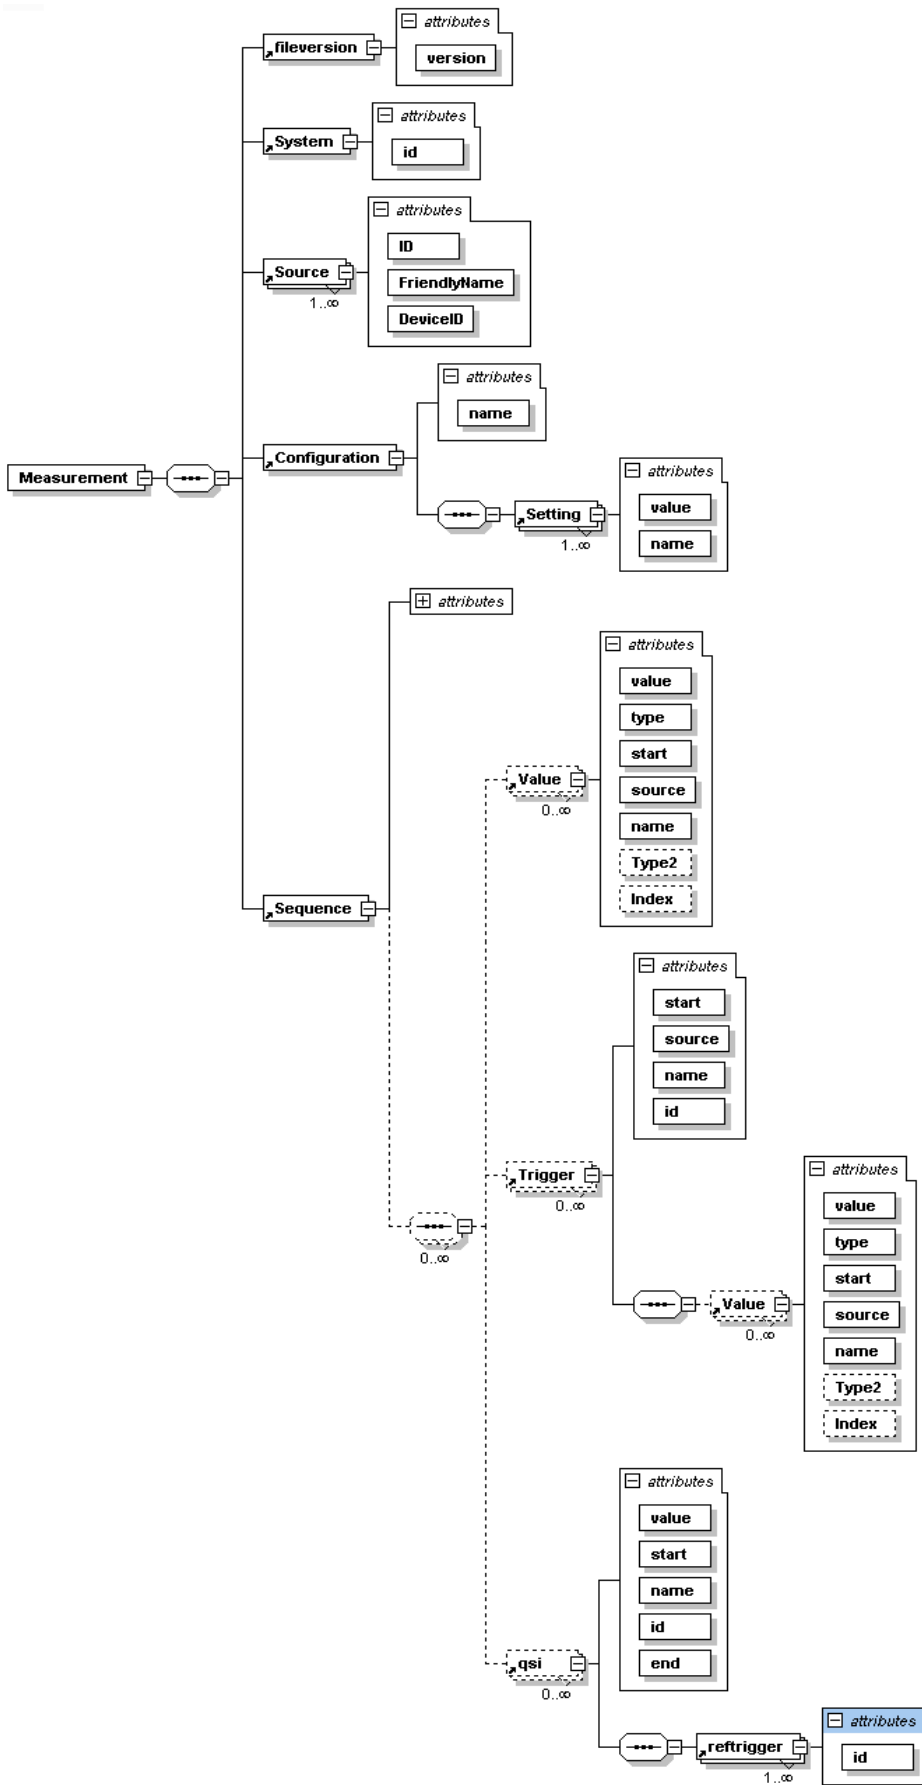 attributes
fileversion
version
attributes
System
id
attributes
ID
Source
FriendlyName
1..∞
DeviceID
attributes
name
Configuration
attributes
Measurement
value
Setting
name
1..∞
attributes
attributes
value
type
start
Value
source
0..∞
name
Type2
Index
Sequence
attributes
start
source
name
id
attributes
Trigger
value
0..∞
type
0..∞
start
Value
source
0..∞
name
Type2
Index
attributes
value
start
name
id
qsi
end
0..∞
attributes
reftrigger
id
1..∞